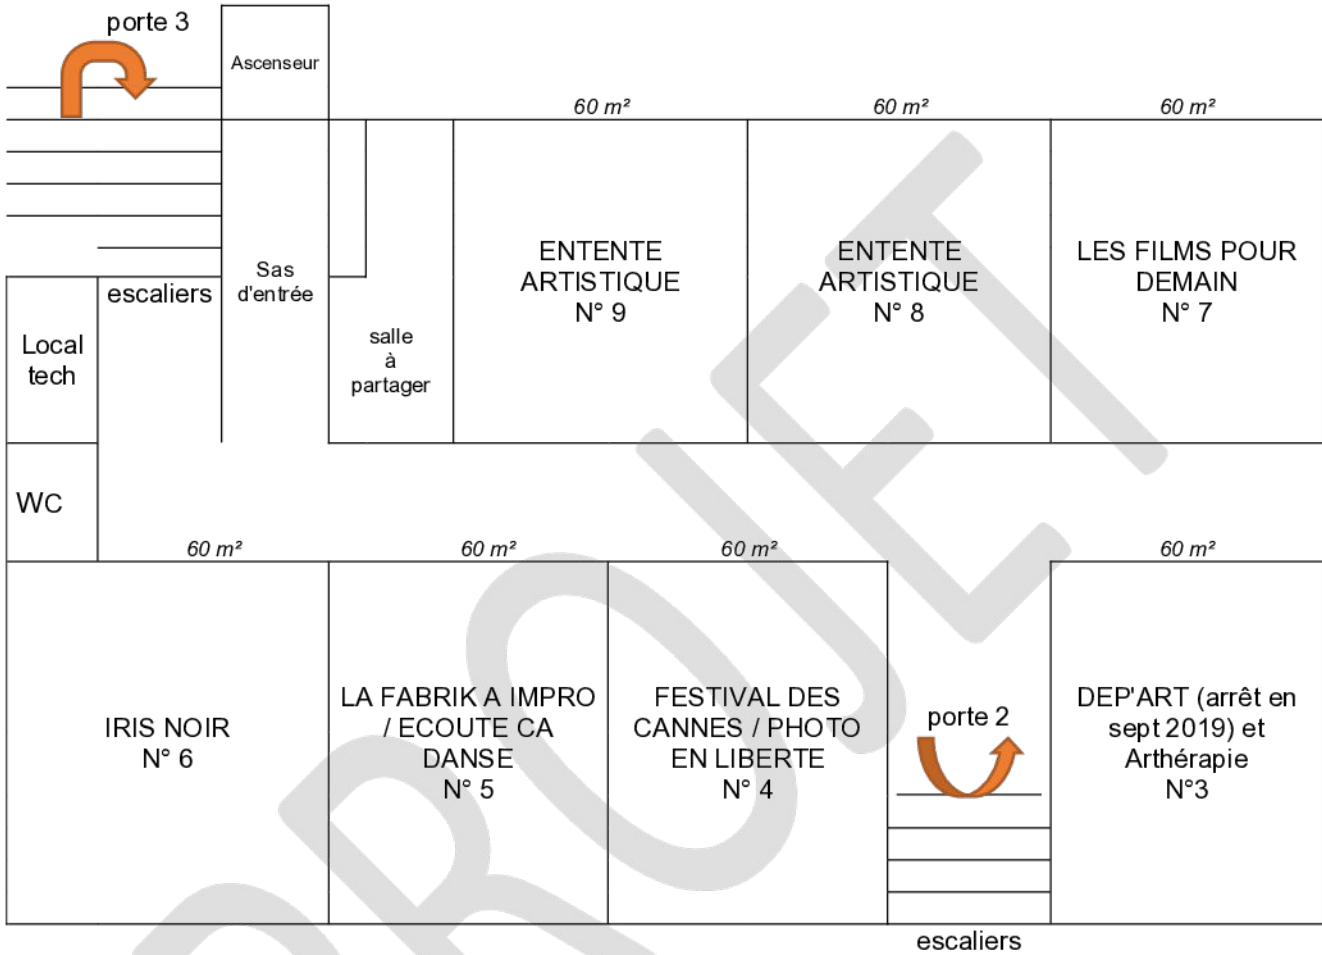 porte 3
Ascenseur
60 m²
60 m²
60 m²
ENTENTE
ARTISTIQUE
N° 9
ENTENTE
ARTISTIQUE
N° 8
LES FILMS POUR
DEMAIN
N° 7
Sas
d'entrée
escaliers
Local
tech
salle
à
partager
WC
60 m²
60 m²
60 m²
60 m²
IRIS NOIR
N° 6
LA FABRIK A IMPRO
/ ECOUTE CA
DANSE
N° 5
FESTIVAL DES
CANNES / PHOTO
EN LIBERTE
N° 4
porte 2
DEP'ART (arrêt en
sept 2019) et
Arthérapie
N°3
escaliers
PROJET